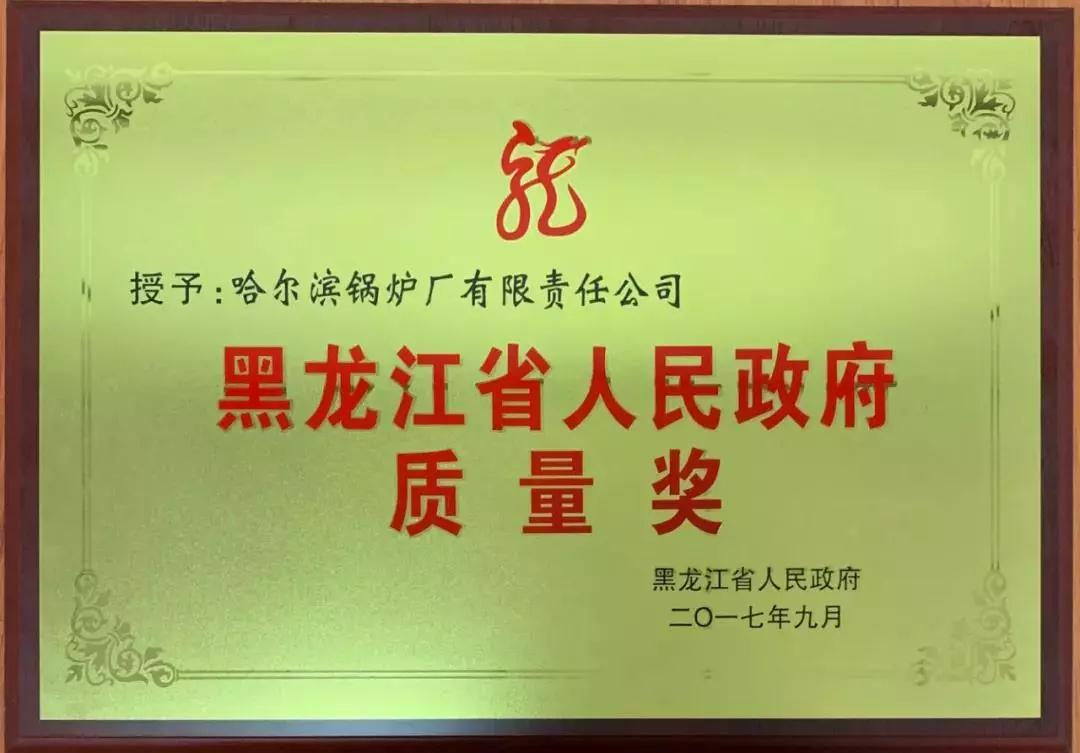 龙
授予:哈尔滨锅炉厂有限责任公司
黑龙江省人民政府
质量奖
黑龙江省人民政府
二〇一七年九月